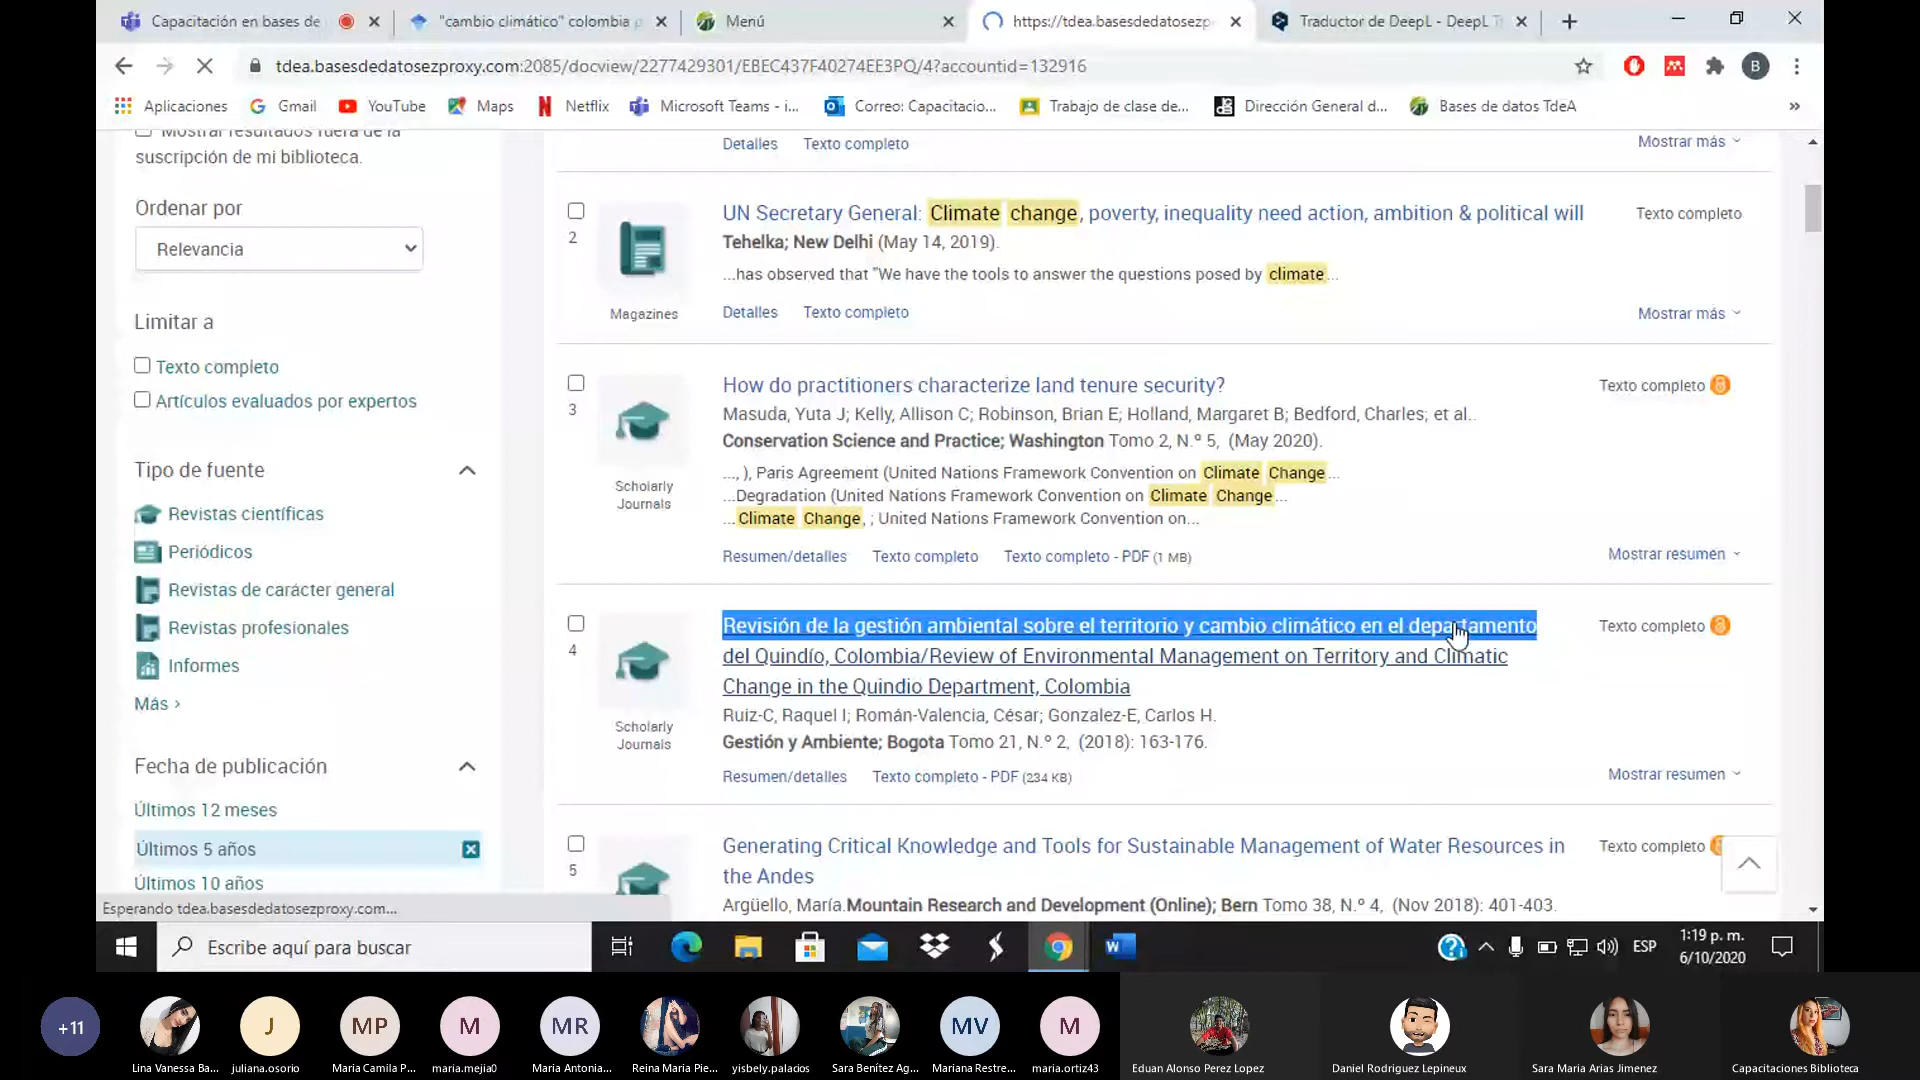 Capacitación en bases de
"cambio climático" colombia
Menú
https://tdea.basesdedatosezp
Traductor de DeepL - DeepL
tdea.basesdedatosezproxy.com:2085/docview/2277429301/EBEC437F40274EE3PQ/4?accountid=132916
B
Aplicaciones
Gmail
YouTube
Maps
Netflix
Microsoft Teams - i...
Correo: Capacitacio...
Trabajo de clase de...
Dirección General d...
Bases de datos TdeA
»
Mostrar resultados fuera de la
suscripción de mi biblioteca.
Ordenar por
Relevancia
Limitar a
Texto completo
Artículos evaluados por expertos
Tipo de fuente
Revistas científicas
Periódicos
Revistas de carácter general
Revistas profesionales
Informes
Más ›
Fecha de publicación
Últimos 12 meses
Últimos 5 años
Últimos 10 años
Esperando tdea.basesdedatosezproxy.com...
Detalles Texto completo
Mostrar más
2
Magazines
UN Secretary General: Climate change, poverty, inequality need action, ambition & political will
Texto completo
Tehelka; New Delhi (May 14, 2019).
...has observed that "We have the tools to answer the questions posed by climate...
Detalles Texto completo
Mostrar más
3
Scholarly
Journals
How do practitioners characterize land tenure security?
Texto completo
Masuda, Yuta J; Kelly, Allison C; Robinson, Brian E; Holland, Margaret B; Bedford, Charles; et al..
Conservation Science and Practice; Washington Tomo 2, N.º 5, (May 2020).
..., ), Paris Agreement (United Nations Framework Convention on Climate Change...
...Degradation (United Nations Framework Convention on Climate Change...
...Climate Change, ; United Nations Framework Convention on...
Resumen/detalles Texto completo Texto completo - PDF (1 MB)
Mostrar resumen
4
Scholarly
Journals
Revisión de la gestión ambiental sobre el territorio y cambio climático en el departamento
del Quindío, Colombia/Review of Environmental Management on Territory and Climatic
Change in the Quindio Department, Colombia
Texto completo
Ruiz-C, Raquel I; Román-Valencia, César; Gonzalez-E, Carlos H.
Gestión y Ambiente; Bogota Tomo 21, N.º 2, (2018): 163-176.
Resumen/detalles Texto completo - PDF (234 KB)
Mostrar resumen
5
Generating Critical Knowledge and Tools for Sustainable Management of Water Resources in
the Andes
Texto completo
Argüello, María.Mountain Research and Development (Online); Bern Tomo 38, N.º 4, (Nov 2018): 401-403.
Escribe aquí para buscar
ESP
1:19 p. m.
6/10/2020
+11
J
MP
M
MR
MV
M
Lina Vanessa Ba...
juliana.osorio
Maria Camila P...
maria.mejia0
Maria Antonia...
Reina Maria Pie...
yisbely.palacios
Sara Benítez Ag...
Mariana Restre...
maria.ortiz43
Eduan Alonso Perez Lopez
Daniel Rodriguez Lepineux
Sara Maria Arias Jimenez
Capacitaciones Biblioteca